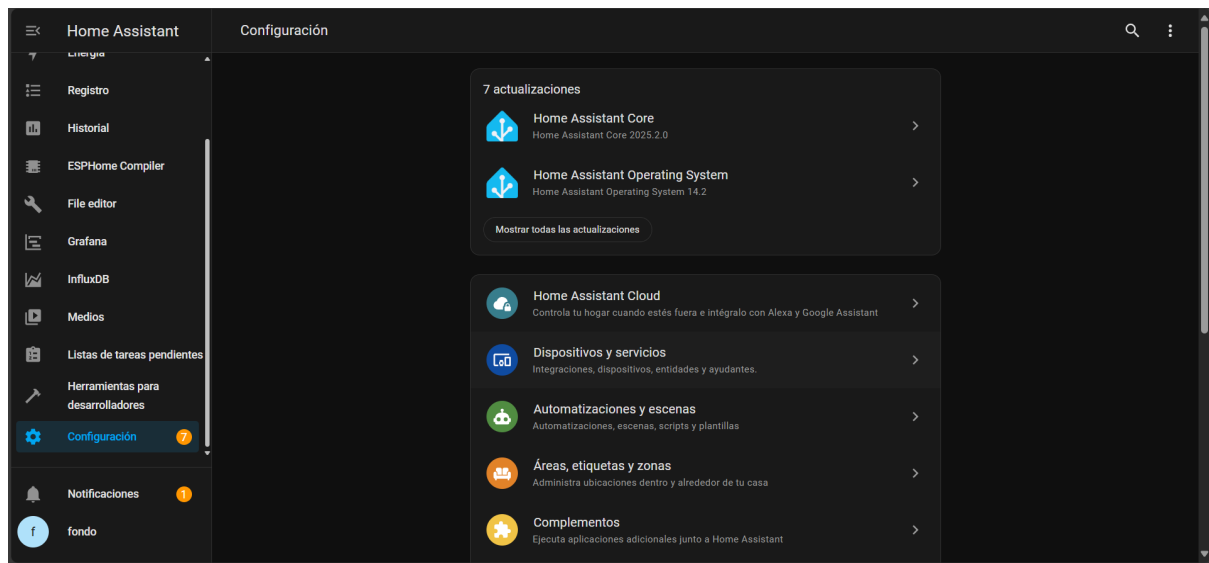 Home Assistant
Energía
Registro
Historial
ESPHome Compiler
File editor
Grafana
InfluxDB
Medios
Listas de tareas pendientes
Herramientas para
desarrolladores
Configuración
7
Notificaciones
1
f
fondo
Configuración
7 actualizaciones
Home Assistant Core
Home Assistant Core 2025.2.0
Home Assistant Operating System
Home Assistant Operating System 14.2
Mostrar todas las actualizaciones
Home Assistant Cloud
Controla tu hogar cuando estés fuera e intégralo con Alexa y Google Assistant
Dispositivos y servicios
Integraciones, dispositivos, entidades y ayudantes.
Automatizaciones y escenas
Automatizaciones, escenas, scripts y plantillas
Áreas, etiquetas y zonas
Administra ubicaciones dentro y alrededor de tu casa
Complementos
Ejecuta aplicaciones adicionales junto a Home Assistant